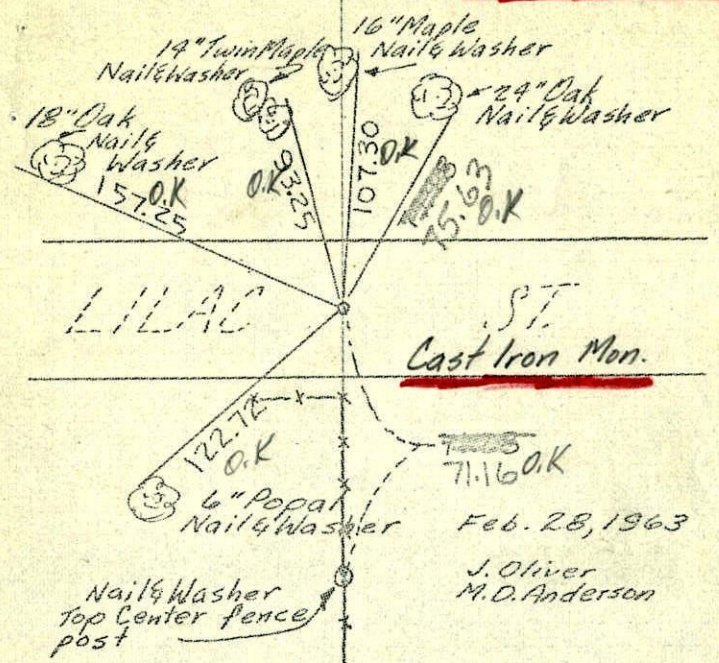 16" Maple
Nail & Washer
14" Twin Maple
Nail & Washer
24" Oak
Nail & Washer
18" Oak
Nail &
Washer
157.25 O.K
93.25 O.K
107.30 O.K
75.63 O.K
LILAC ST.
Cast Iron Mon.
122.72
O.K
71.16 O.K
6" Popar
Nail & Washer
Feb. 28, 1963
J. Oliver
M.D. Anderson
Nail & Washer
Top Center fence
post